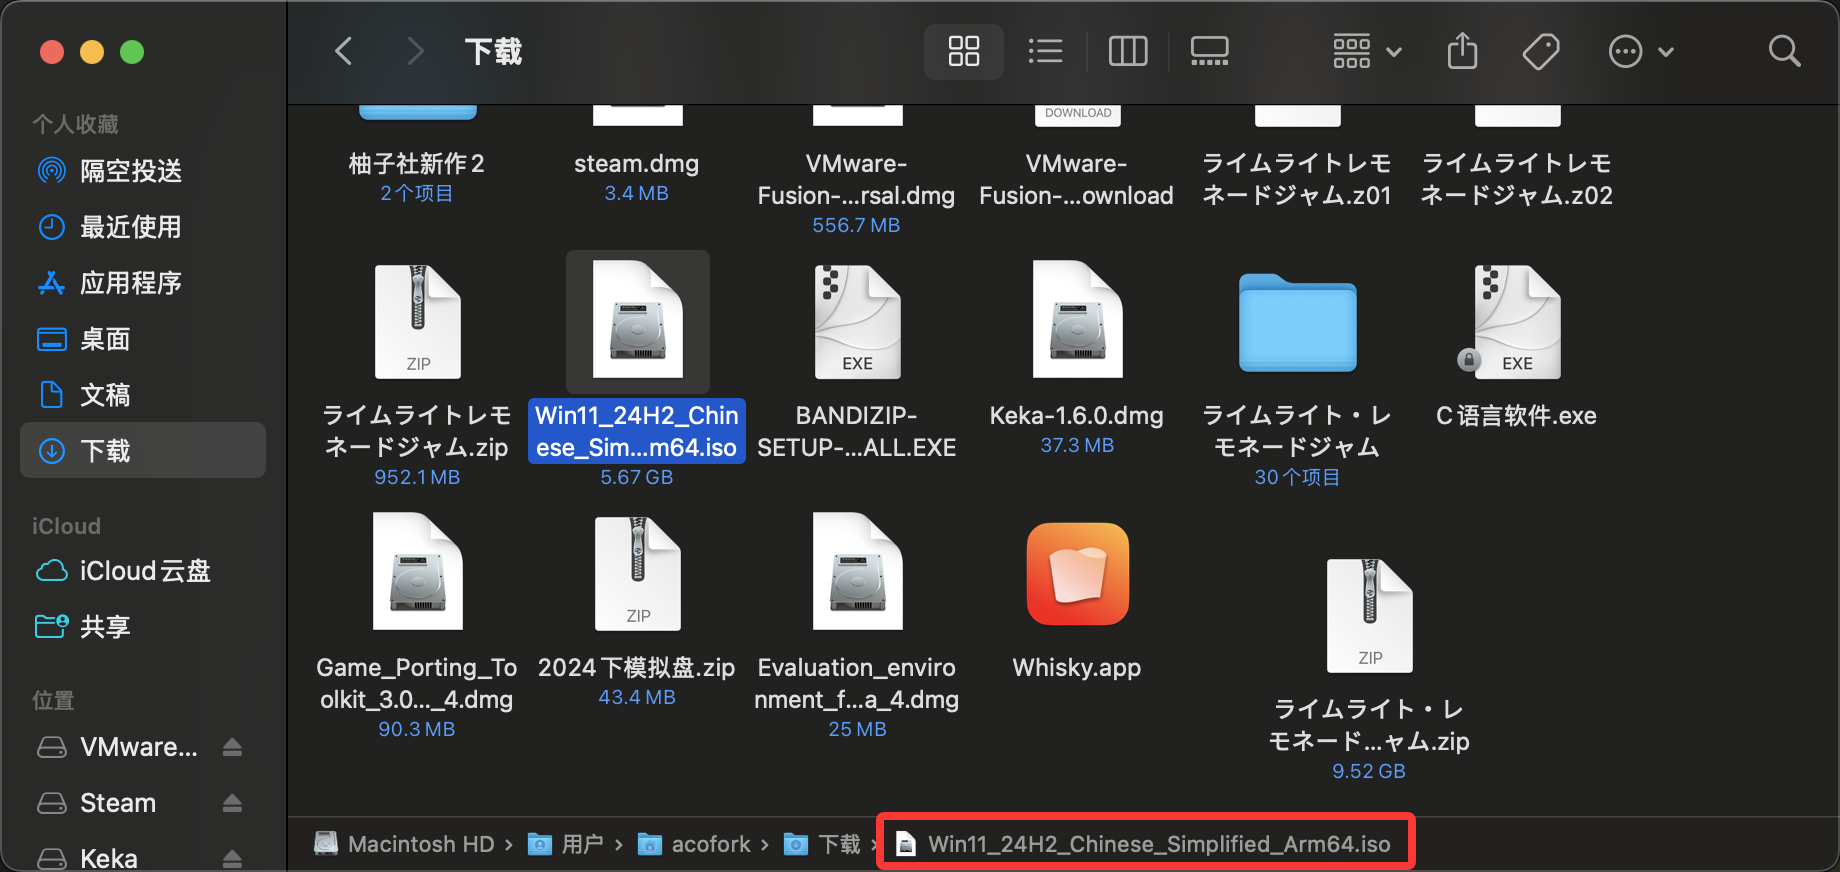 下载
个人收藏
隔空投送
最近使用
应用程序
桌面
文稿
下载
iCloud
iCloud云盘
共享
位置
VMware...
Steam
Keka
DOWNLOAD
柚子社新作2
2个项目
steam.dmg
3.4 MB
VMware-
Fusion-...rsal.dmg
556.7 MB
VMware-
Fusion-...ownload
ライムライトレモ
ネードジャム.z01
ライムライトレモ
ネードジャム.z02
ZIP
ライムライトレモ
ネードジャム.zip
952.1 MB
Win11_24H2_Chin
ese_Sim...m64.iso
5.67 GB
EXE
BANDIZIP-
SETUP-...ALL.EXE
Keka-1.6.0.dmg
37.3 MB
ライムライト・レ
モネードジャム
30个项目
EXE
C语言软件.exe
Game_Porting_To
olkit_3.0..._4.dmg
90.3 MB
ZIP
2024下模拟盘.zip
43.4 MB
Evaluation_enviro
nment_f...a_4.dmg
25 MB
Whisky.app
ZIP
ライムライト・レ
モネード...ャム.zip
9.52 GB
Macintosh HD › 用户 › acofork › 下载 › Win11_24H2_Chinese_Simplified_Arm64.iso